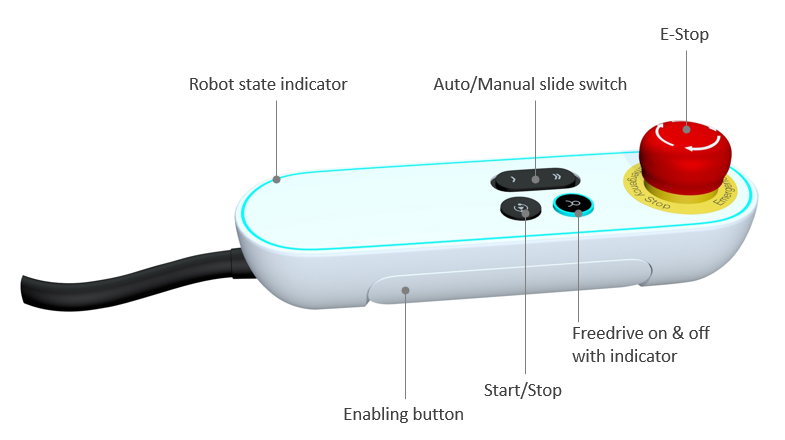 E-Stop
Robot state indicator
Auto/Manual slide switch
Emergency Stop
Freedrive on & off
with indicator
Start/Stop
Enabling button